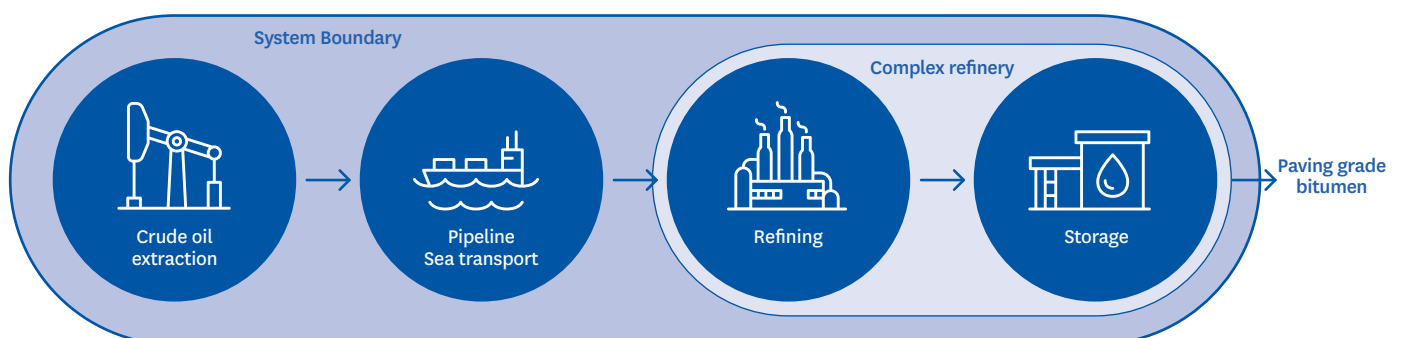 System Boundary
Complex refinery
Crude oil
extraction
Pipeline
Sea transport
Refining
Storage
Paving grade
bitumen